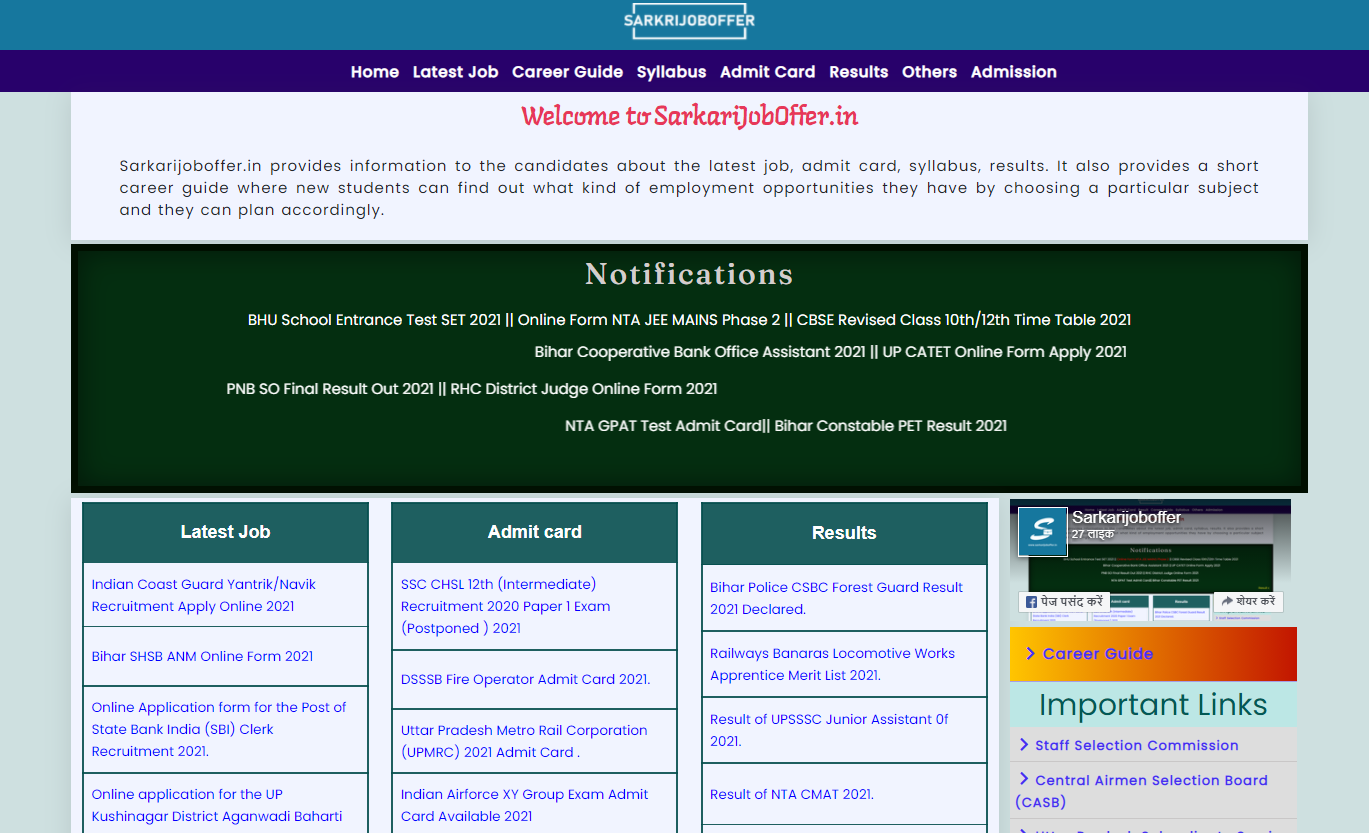 SARKRIJOBOFFER
Home Latest Job Career Guide Syllabus Admit Card Results Others Admission
Welcome to SarkariJobOffer.in
Sarkarijoboffer.in provides information to the candidates about the latest job, admit card, syllabus, results. It also provides a short
career guide where new students can find out what kind of employment opportunities they have by choosing a particular subject
and they can plan accordingly.
Notifications
BHU School Entrance Test SET 2021 || Online Form NTA JEE MAINS Phase 2 || CBSE Revised Class 10th/12th Time Table 2021
Bihar Cooperative Bank Office Assistant 2021 || UP CATET Online Form Apply 2021
PNB SO Final Result Out 2021 || RHC District Judge Online Form 2021
NTA GPAT Test Admit Card|| Bihar Constable PET Result 2021
Latest Job
Indian Coast Guard Yantrik/Navik
Recruitment Apply Online 2021
Bihar SHSB ANM Online Form 2021
Online Application form for the Post of
State Bank India (SBI) Clerk
Recruitment 2021.
Online application for the UP
Kushinagar District Aganwadi Baharti
Admit card
SSC CHSL 12th (Intermediate)
Recruitment 2020 Paper 1 Exam
(Postponed ) 2021
DSSSB Fire Operator Admit Card 2021.
Uttar Pradesh Metro Rail Corporation
(UPMRC) 2021 Admit Card .
Indian Airforce XY Group Exam Admit
Card Available 2021
Results
Bihar Police CSBC Forest Guard Result
2021 Declared.
Railways Banaras Locomotive Works
Apprentice Merit List 2021.
Result of UPSSSC Junior Assistant 0f
2021.
Result of NTA CMAT 2021.
Sarkarijoboffer
27 लाइक
Notifications
पेज पसंद करें
शेयर करें
Career Guide
Important Links
Staff Selection Commission
Central Airmen Selection Board
(CASB)